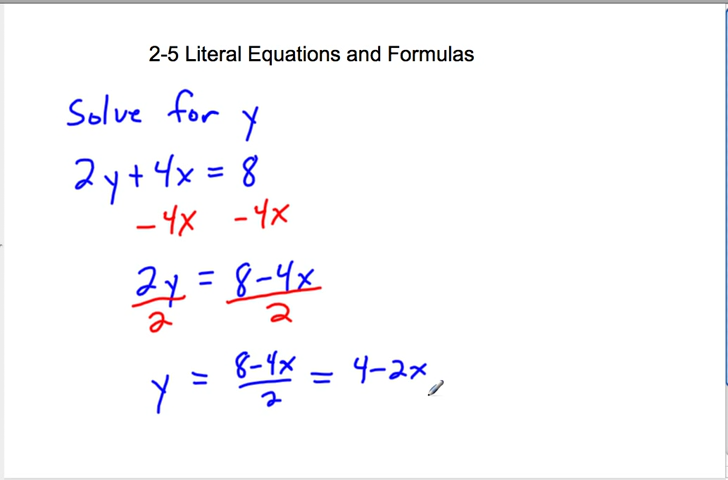 2-5 Literal Equations and Formulas
Solve for y
2y + 4x = 8
-4x -4x
2y/2 = 8-4x/2
y = 8-4x/2 = 4-2x